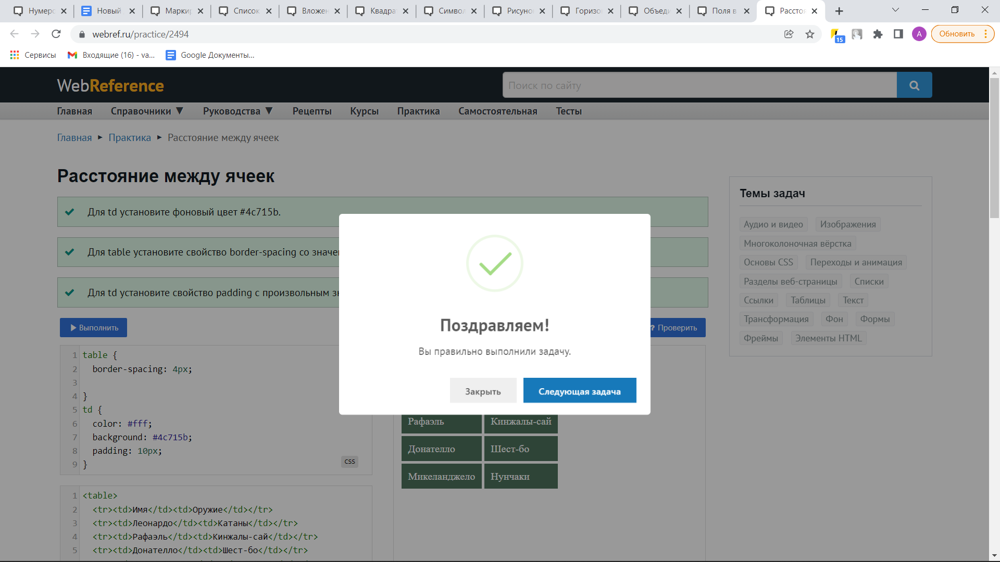 Нумеро
Новый
Марки
Список
Вложен
Квадра
Символ
Рисуно
Горизо
Объеди
Поля в
Рассто
webref.ru/practice/2494
15
A
Обновить
Сервисы
Входящие (16) - va...
Google Документы...
WebReference
Поиск по сайту
Главная Справочники ▼ Руководства ▼ Рецепты Курсы Практика Самостоятельная Тесты
Главная ▸ Практика ▸ Расстояние между ячеек
Расстояние между ячеек
Для td установите фоновый цвет #4c715b.
Для table установите свойство border-spacing со значе
Для td установите свойство padding с произвольным з
Выполнить
? Проверить
1 table {
2 border-spacing: 4px;
3
4 }
5 td {
6 color: #fff;
7 background: #4c715b;
8 padding: 10px;
9 }
CSS
1 <table>
2 <tr><td>Имя</td><td>Оружие</td></tr>
3 <tr><td>Леонардо</td><td>Катаны</td></tr>
4 <tr><td>Рафаэль</td><td>Кинжалы-сай</td></tr>
5 <tr><td>Донателло</td><td>Шест-бо</td></tr>
Поздравляем!
Вы правильно выполнили задачу.
Закрыть
Следующая задача
Рафаэль Кинжалы-сай
Донателло Шест-бо
Микеланджело Нунчаки
Темы задач
Аудио и видео Изображения
Многоколоночная вёрстка
Основы CSS Переходы и анимация
Разделы веб-страницы Списки
Ссылки Таблицы Текст
Трансформация Фон Формы
Фреймы Элементы HTML